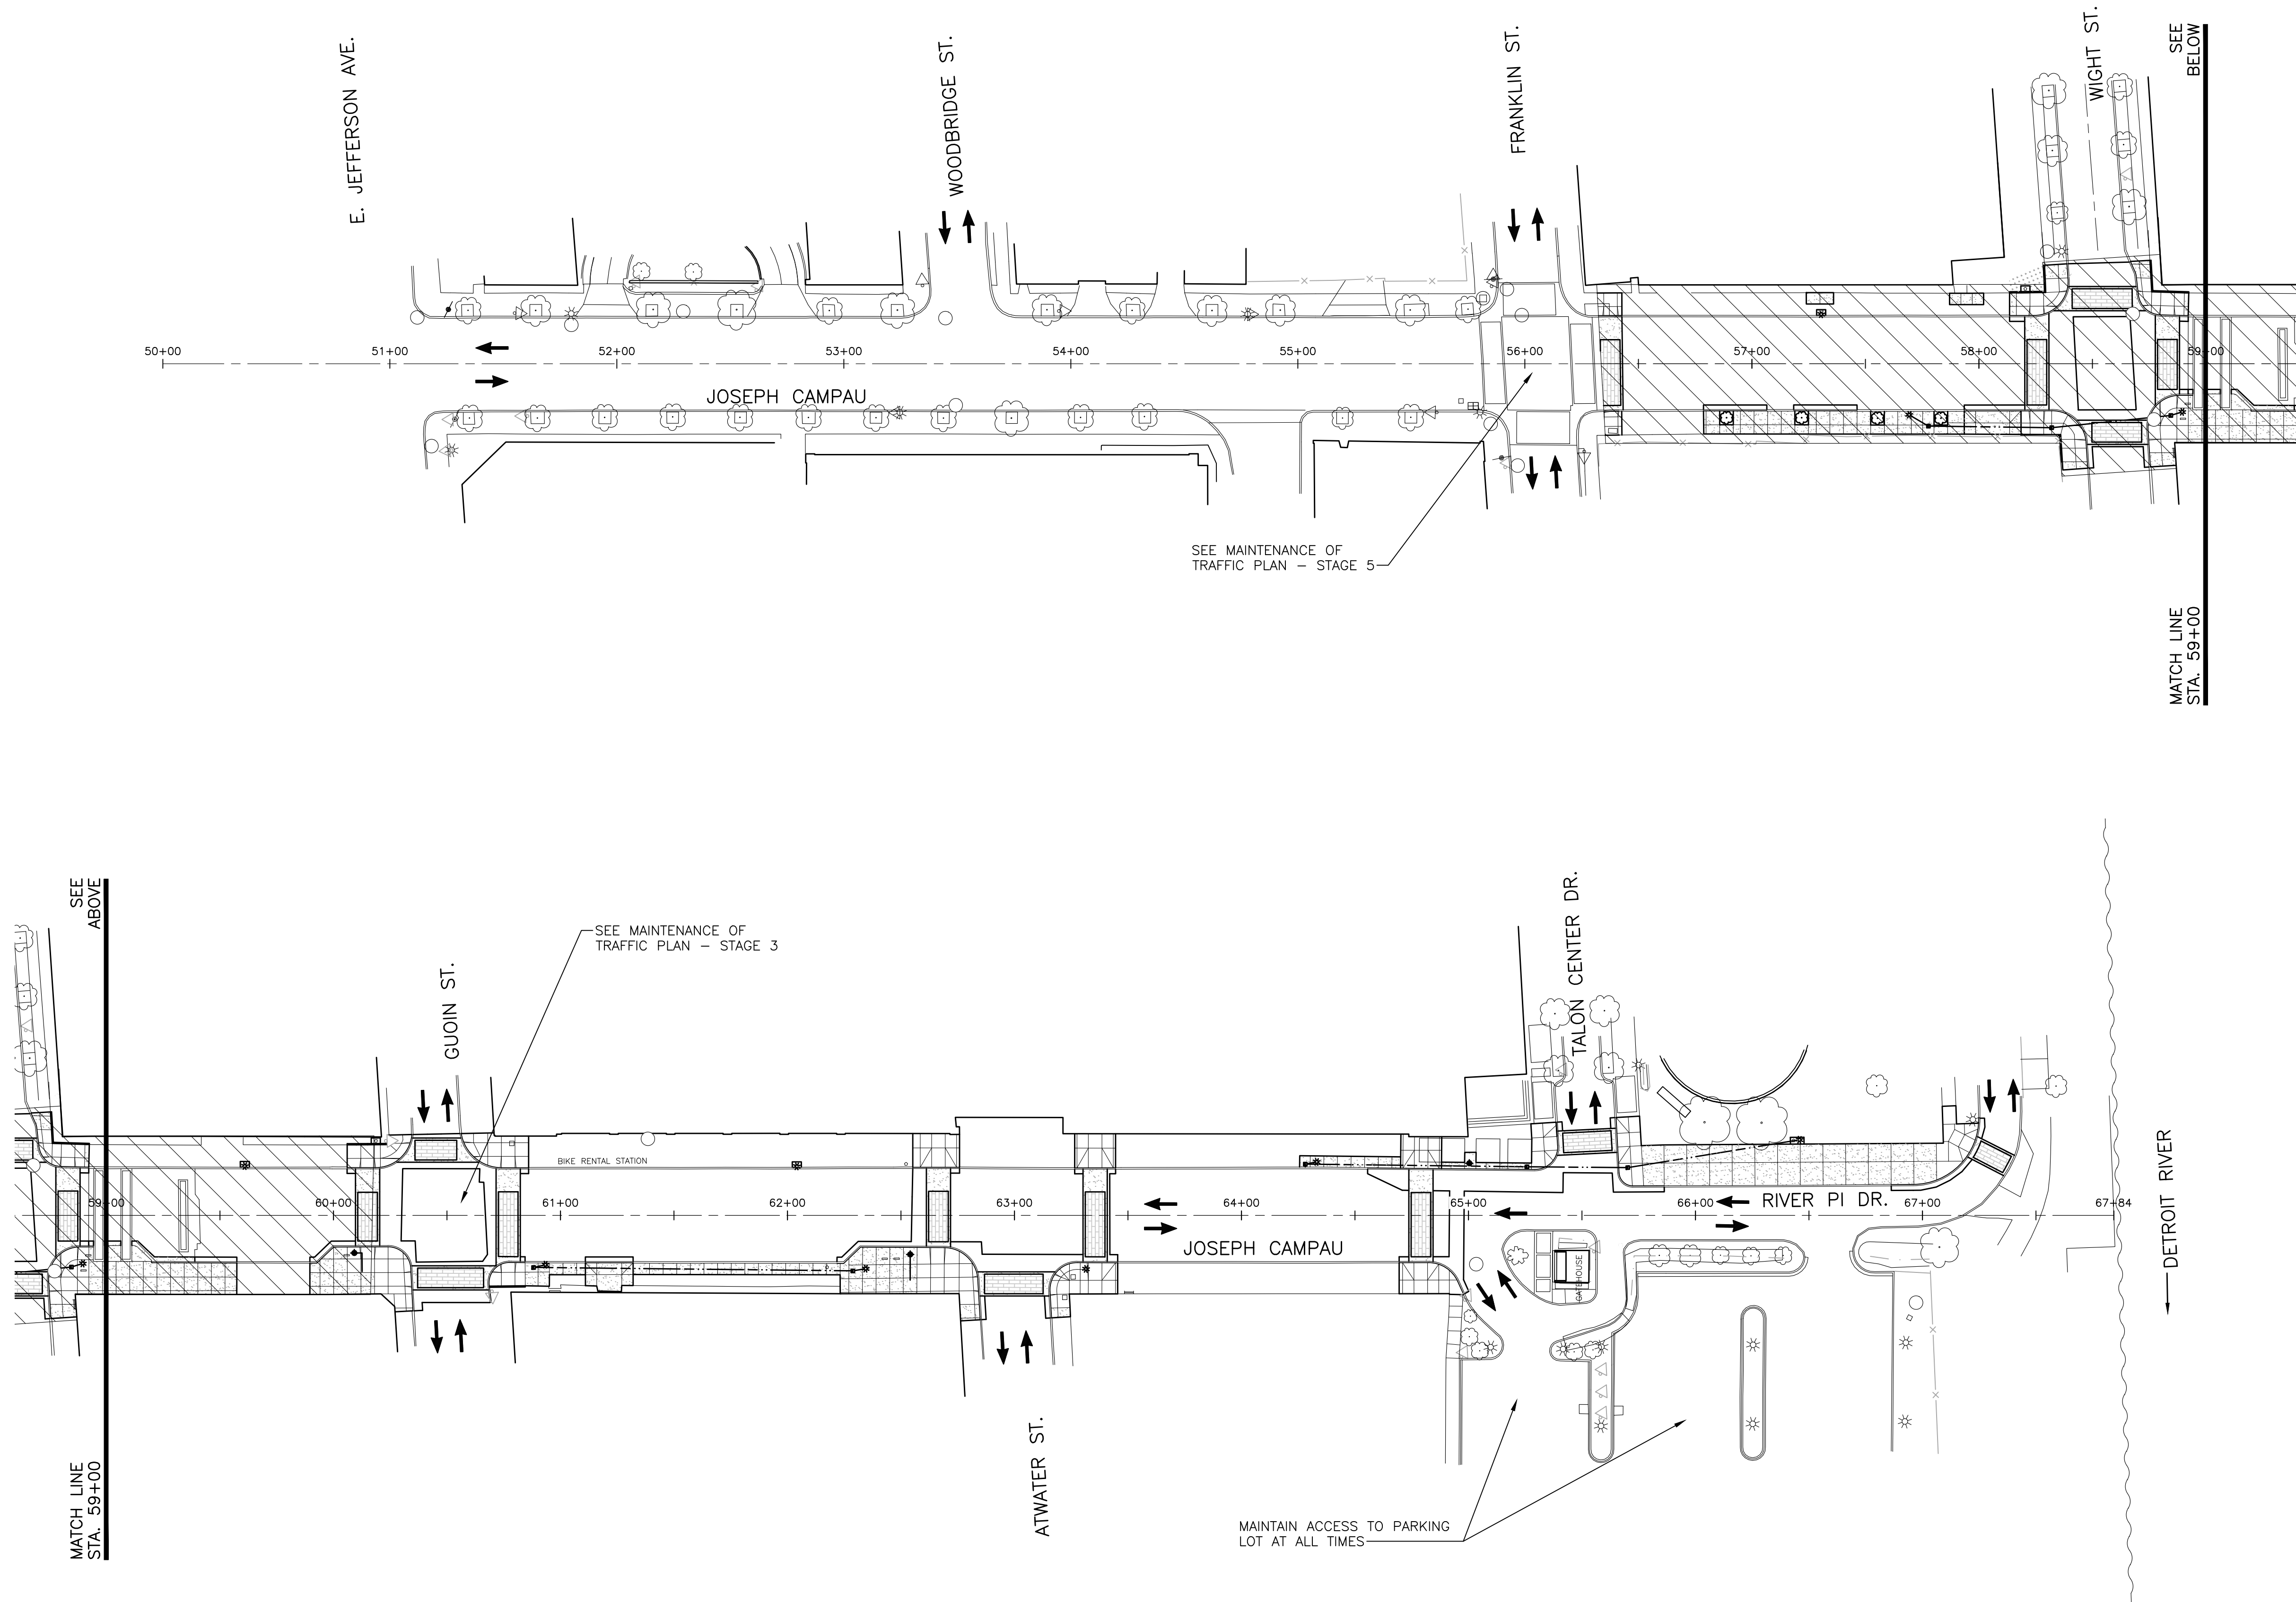 E. JEFFERSON AVE.
WOODBRIDGE ST.
FRANKLIN ST.
WIGHT ST.
SEE
BELOW
50+00
51+00
52+00
53+00
54+00
55+00
56+00
57+00
58+00
59+00
JOSEPH CAMPAU
SEE MAINTENANCE OF
TRAFFIC PLAN – STAGE 5
MATCH LINE
STA. 59+00
SEE
ABOVE
SEE MAINTENANCE OF
TRAFFIC PLAN – STAGE 3
GUOIN ST.
TALON CENTER DR.
BIKE RENTAL STATION
59+00
60+00
61+00
62+00
63+00
64+00
65+00
66+00
67+00
67+84
RIVER PI DR.
JOSEPH CAMPAU
GATEHOUSE
DETROIT RIVER
ATWATER ST.
MATCH LINE
STA. 59+00
MAINTAIN ACCESS TO PARKING
LOT AT ALL TIMES